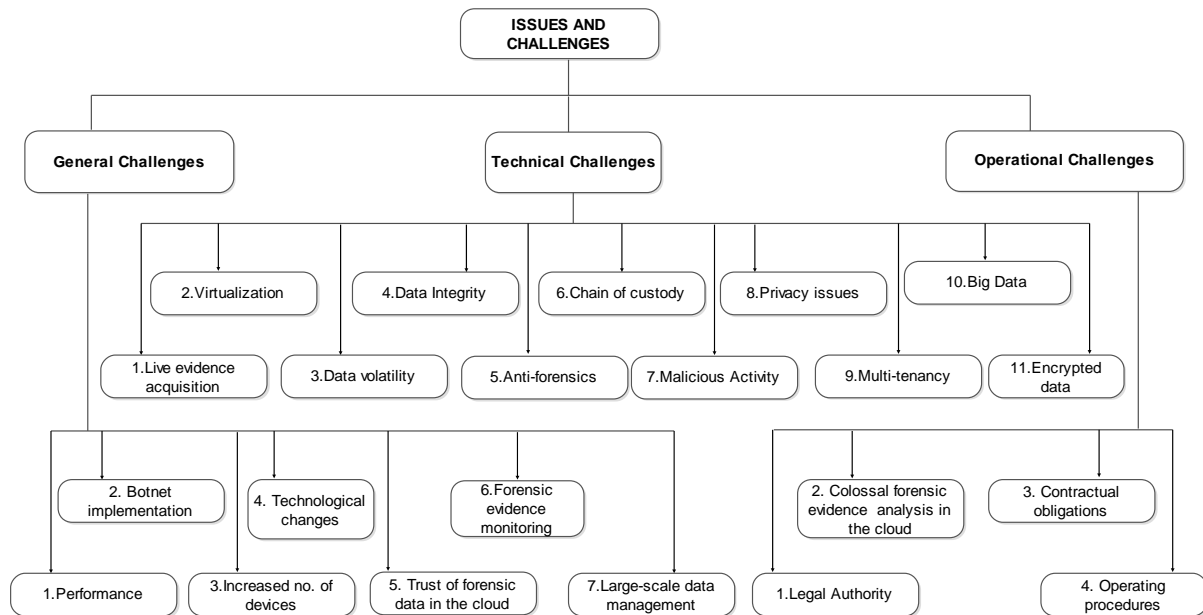 ISSUES AND
CHALLENGES
General Challenges
Technical Challenges
Operational Challenges
2.Virtualization
4.Data Integrity
6.Chain of custody
8.Privacy issues
10.Big Data
1.Live evidence
acquisition
3.Data volatility
5.Anti-forensics
7.Malicious Activity
9.Multi-tenancy
11.Encrypted
data
2. Botnet
implementation
4. Technological
changes
6.Forensic
evidence
monitoring
2. Colossal forensic
evidence analysis in
the cloud
3. Contractual
obligations
1.Performance
3.Increased no. of
devices
5. Trust of forensic
data in the cloud
7.Large-scale data
management
1.Legal Authority
4. Operating
procedures